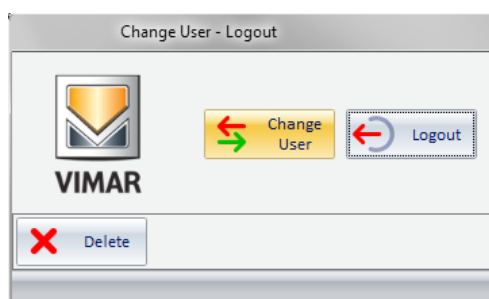 Change User - Logout
Change
User
Logout
VIMAR
Delete